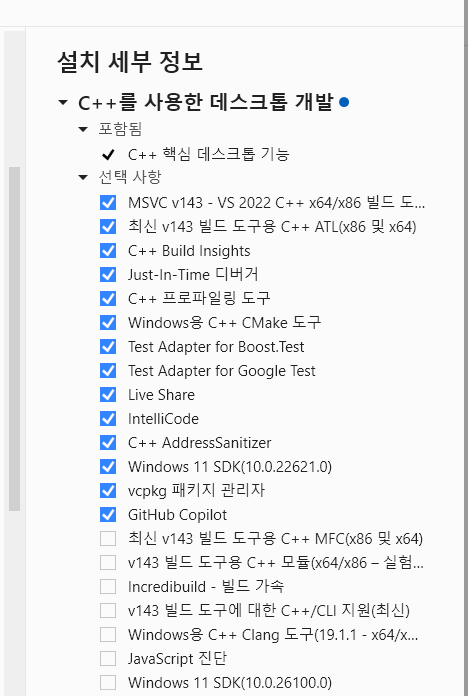 설치 세부 정보
C++를 사용한 데스크톱 개발
포함됨
C++ 핵심 데스크톱 기능
선택 사항
MSVC v143 - VS 2022 C++ x64/x86 빌드 도...
최신 v143 빌드 도구용 C++ ATL(x86 및 x64)
C++ Build Insights
Just-In-Time 디버거
C++ 프로파일링 도구
Windows용 C++ CMake 도구
Test Adapter for Boost.Test
Test Adapter for Google Test
Live Share
IntelliCode
C++ AddressSanitizer
Windows 11 SDK(10.0.22621.0)
vcpkg 패키지 관리자
GitHub Copilot
최신 v143 빌드 도구용 C++ MFC(x86 및 x64)
v143 빌드 도구용 C++ 모듈(x64/x86 – 실험...
Incredibuild - 빌드 가속
v143 빌드 도구에 대한 C++/CLI 지원(최신)
Windows용 C++ Clang 도구(19.1.1 - x64/x...
JavaScript 진단
Windows 11 SDK(10.0.26100.0)